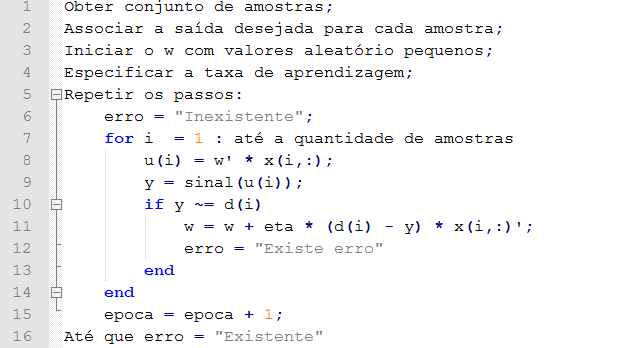 1 Obter conjunto de amostras;
2 Associar a saída desejada para cada amostra;
3 Iniciar o w com valores aleatório pequenos;
4 Especificar a taxa de aprendizagem;
5 Repetir os passos:
6 erro = "Inexistente";
7 for i = 1 : até a quantidade de amostras
8 u(i) = w' * x(i,:);
9 y = sinal(u(i));
10 if y ~= d(i)
11 w = w + eta * (d(i) - y) * x(i,:)';
12 erro = "Existe erro"
13 end
14 end
15 epoca = epoca + 1;
16 Até que erro = "Existente"